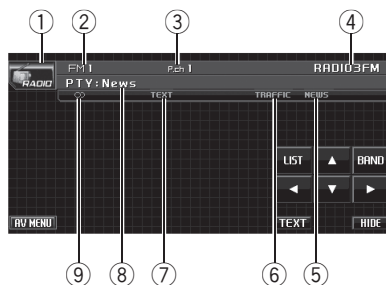 1 2 3 4
RADIO FM1 P.ch 1 RADIO3FM
PTY:News
TEXT TRAFFIC NEWS
LIST ▲ BAND
◄ ▼ ►
AV MENU TEXT HIDE
9 8 7 6 5